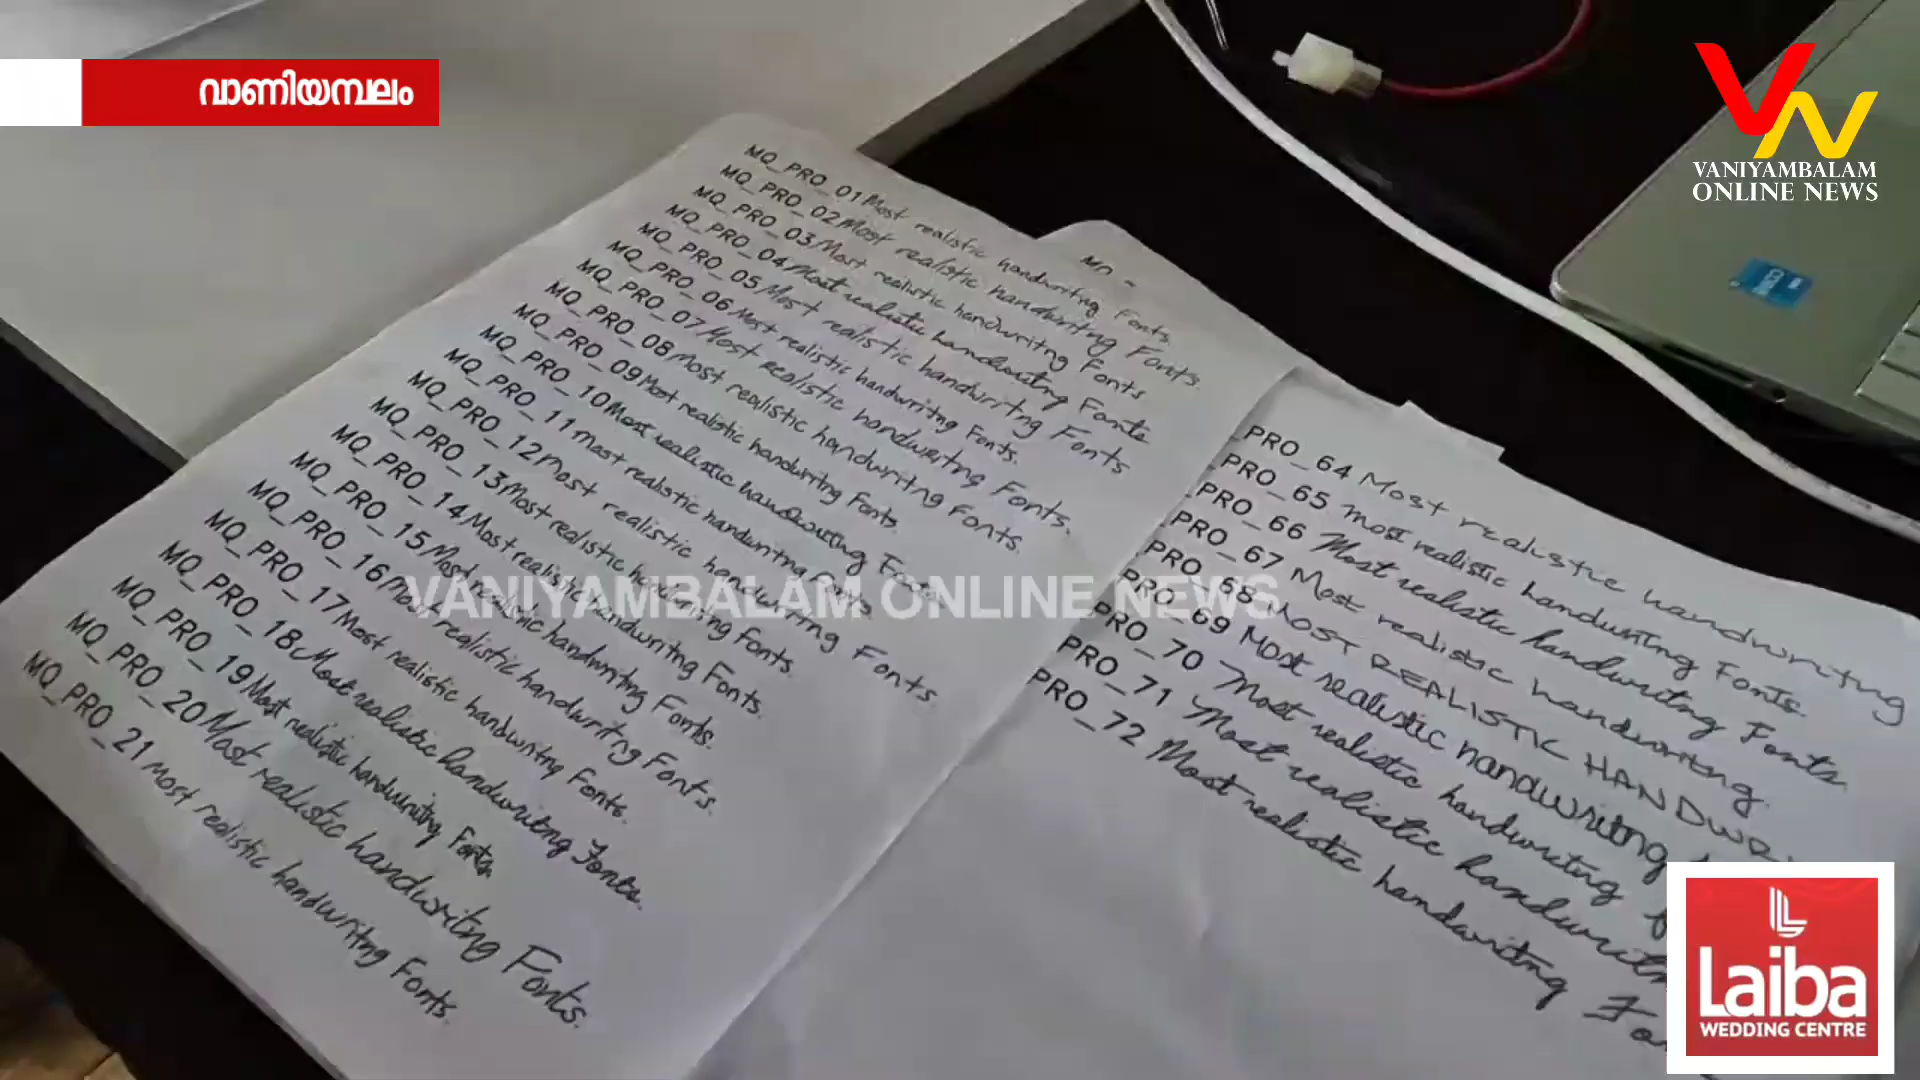 വാണിയമ്പലം
VN
VANIYAMBALAM
ONLINE NEWS
MQ_PRO_01 Most realistic handwriting Fonts.
MQ_PRO_02 Most realistic handwriting Fonts.
MQ_PRO_03 Most realistic handwriting Fonts
MQ_PRO_04 Most realistic handwriting Fonts
MQ_PRO_05 Most realistic handwriting Fonts
MQ_PRO_06 Most realistic handwriting Fonts.
MQ_PRO_07 Most realistic handwriting Fonts.
MQ_PRO_08 Most realistic handwriting Fonts.
MQ_PRO_09 Most realistic handwriting Fonts
MQ_PRO_10 Most realistic handwriting Fonts
MQ_PRO_11 Most realistic handwriting Fonts
MQ_PRO_12 Most realistic handwriting Fonts.
MQ_PRO_13 Most realistic handwriting Fonts.
MQ_PRO_14 Most realistic handwriting Fonts.
MQ_PRO_15 Most realistic handwriting Fonts.
MQ_PRO_16 Most realistic handwriting Fonts.
MQ_PRO_17 Most realistic handwriting Fonts.
MQ_PRO_18 Most realistic handwriting Fonts.
MQ_PRO_19 Most realistic handwriting Fonts
MQ_PRO_20 Most realistic handwriting Fonts.
MQ_PRO_21 Most realistic handwriting Fonts.
_PRO_64 Most realistic handwriting
_PRO_65 Most realistic handwriting Fonts.
_PRO_66 Most realistic handwriting Fonts.
_PRO_67 Most realistic handwriting.
PRO_68 MOST REALISTIC HANDWR
PRO_69 Most realistic handwriting
PRO_70 Most realistic handwriting
PRO_71 Most realistic handwritin
PRO_72 Most realistic handwriting Fon
VANIYAMBALAM ONLINE NEWS
Laiba
WEDDING CENTRE